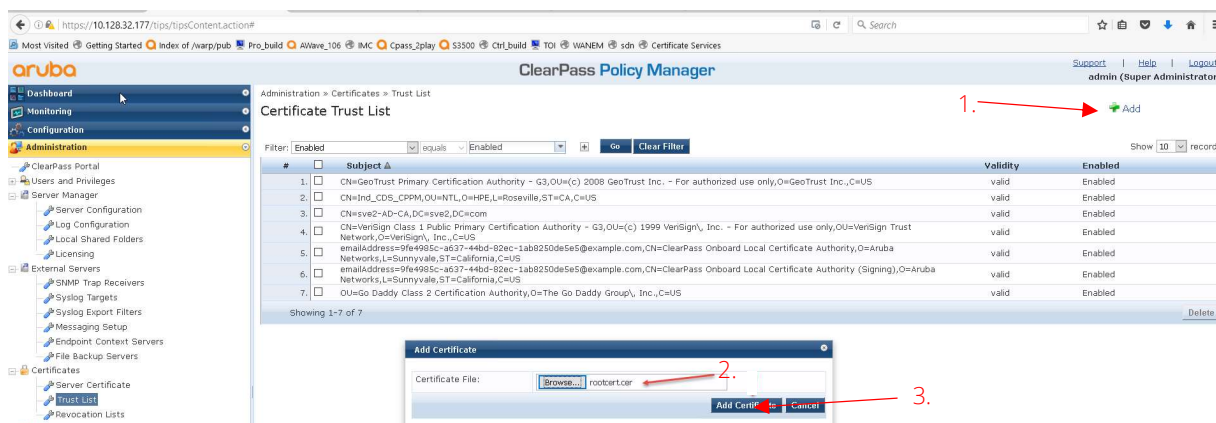 https://10.128.32.177/tips/tipsContent.action#
Search
Most Visited Getting Started Index of /warp/pub Pro_build AWave_106 IMC Cpass_2play S3500 Ctrl_build TOI WANEM sdn Certificate Services
aruba
ClearPass Policy Manager
Support | Help | Logout
admin (Super Administrator
Dashboard
Monitoring
Configuration
Administration
ClearPass Portal
Users and Privileges
Server Manager
Server Configuration
Log Configuration
Local Shared Folders
Licensing
External Servers
SNMP Trap Receivers
Syslog Targets
Syslog Export Filters
Messaging Setup
Endpoint Context Servers
File Backup Servers
Certificates
Server Certificate
Trust List
Revocation Lists
Administration » Certificates » Trust List
Certificate Trust List
1.
Add
Filter: Enabled equals Enabled + Go Clear Filter
Show 10 record
# Subject Validity Enabled
1. CN=GeoTrust Primary Certification Authority - G3,OU=(c) 2008 GeoTrust Inc. - For authorized use only,O=GeoTrust Inc.,C=US valid Enabled
2. CN=Ind_CDS_CPPM,OU=NTL,O=HPE,L=Roseville,ST=CA,C=US valid Enabled
3. CN=sve2-AD-CA,DC=sve2,DC=com valid Enabled
4. CN=VeriSign Class 1 Public Primary Certification Authority - G3,OU=(c) 1999 VeriSign\, Inc. - For authorized use only,OU=VeriSign Trust
Network,O=VeriSign\, Inc.,C=US valid Enabled
5. emailAddress=9fe4985c-a637-44bd-82ec-1ab8250de5e5@example.com,CN=ClearPass Onboard Local Certificate Authority,O=Aruba
Networks,L=Sunnyvale,ST=California,C=US valid Enabled
6. emailAddress=9fe4985c-a637-44bd-82ec-1ab8250de5e5@example.com,CN=ClearPass Onboard Local Certificate Authority (Signing),O=Aruba
Networks,L=Sunnyvale,ST=California,C=US valid Enabled
7. OU=Go Daddy Class 2 Certification Authority,O=The Go Daddy Group\, Inc.,C=US valid Enabled
Showing 1-7 of 7
Delete
Add Certificate
Certificate File: Browse... rootcert.cer
2.
Add Certificate Cancel
3.